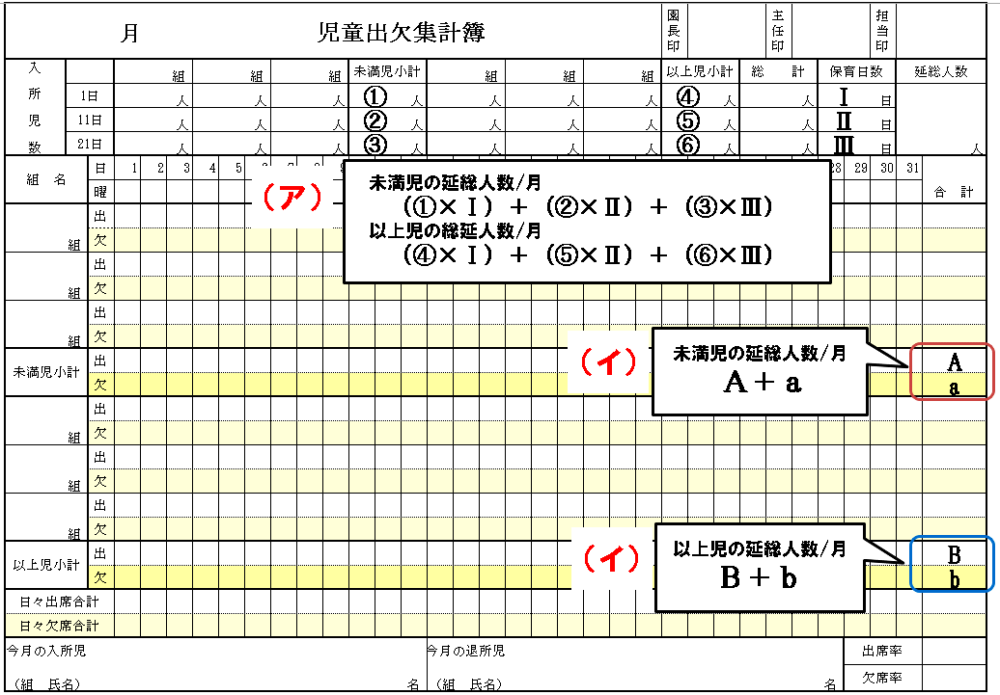 月 児童出欠集計簿 園長印 主任印 担当印
入所児数 組 組 組 未満児小計 組 組 組 以上児小計 総 計 保育日数 延総人数
1日 人 人 人 ① 人 人 人 人 ④ 人 人 Ⅰ 日
11日 人 人 人 ② 人 人 人 人 ⑤ 人 人 Ⅱ 日
21日 人 人 人 ③ 人 人 人 人 ⑥ 人 人 Ⅲ 日 人
組 名 日 1 2 3 4 5 6 7 8 28 29 30 31 合 計
曜
(ア)
未満児の延総人数/月
(①×Ⅰ) + (②×Ⅱ) + (③×Ⅲ)
以上児の総延人数/月
(④×Ⅰ) + (⑤×Ⅱ) + (⑥×Ⅲ)
出
組 欠
出
組 欠
出
組 欠
未満児小計 出 A
欠 a
(イ)
未満児の延総人数/月
A + a
出
組 欠
出
組 欠
出
組 欠
以上児小計 出 B
欠 b
(イ)
以上児の延総人数/月
B + b
日々出席合計
日々欠席合計
今月の入所児 今月の退所児 出席率
(組 氏名) 名 (組 氏名) 名 欠席率